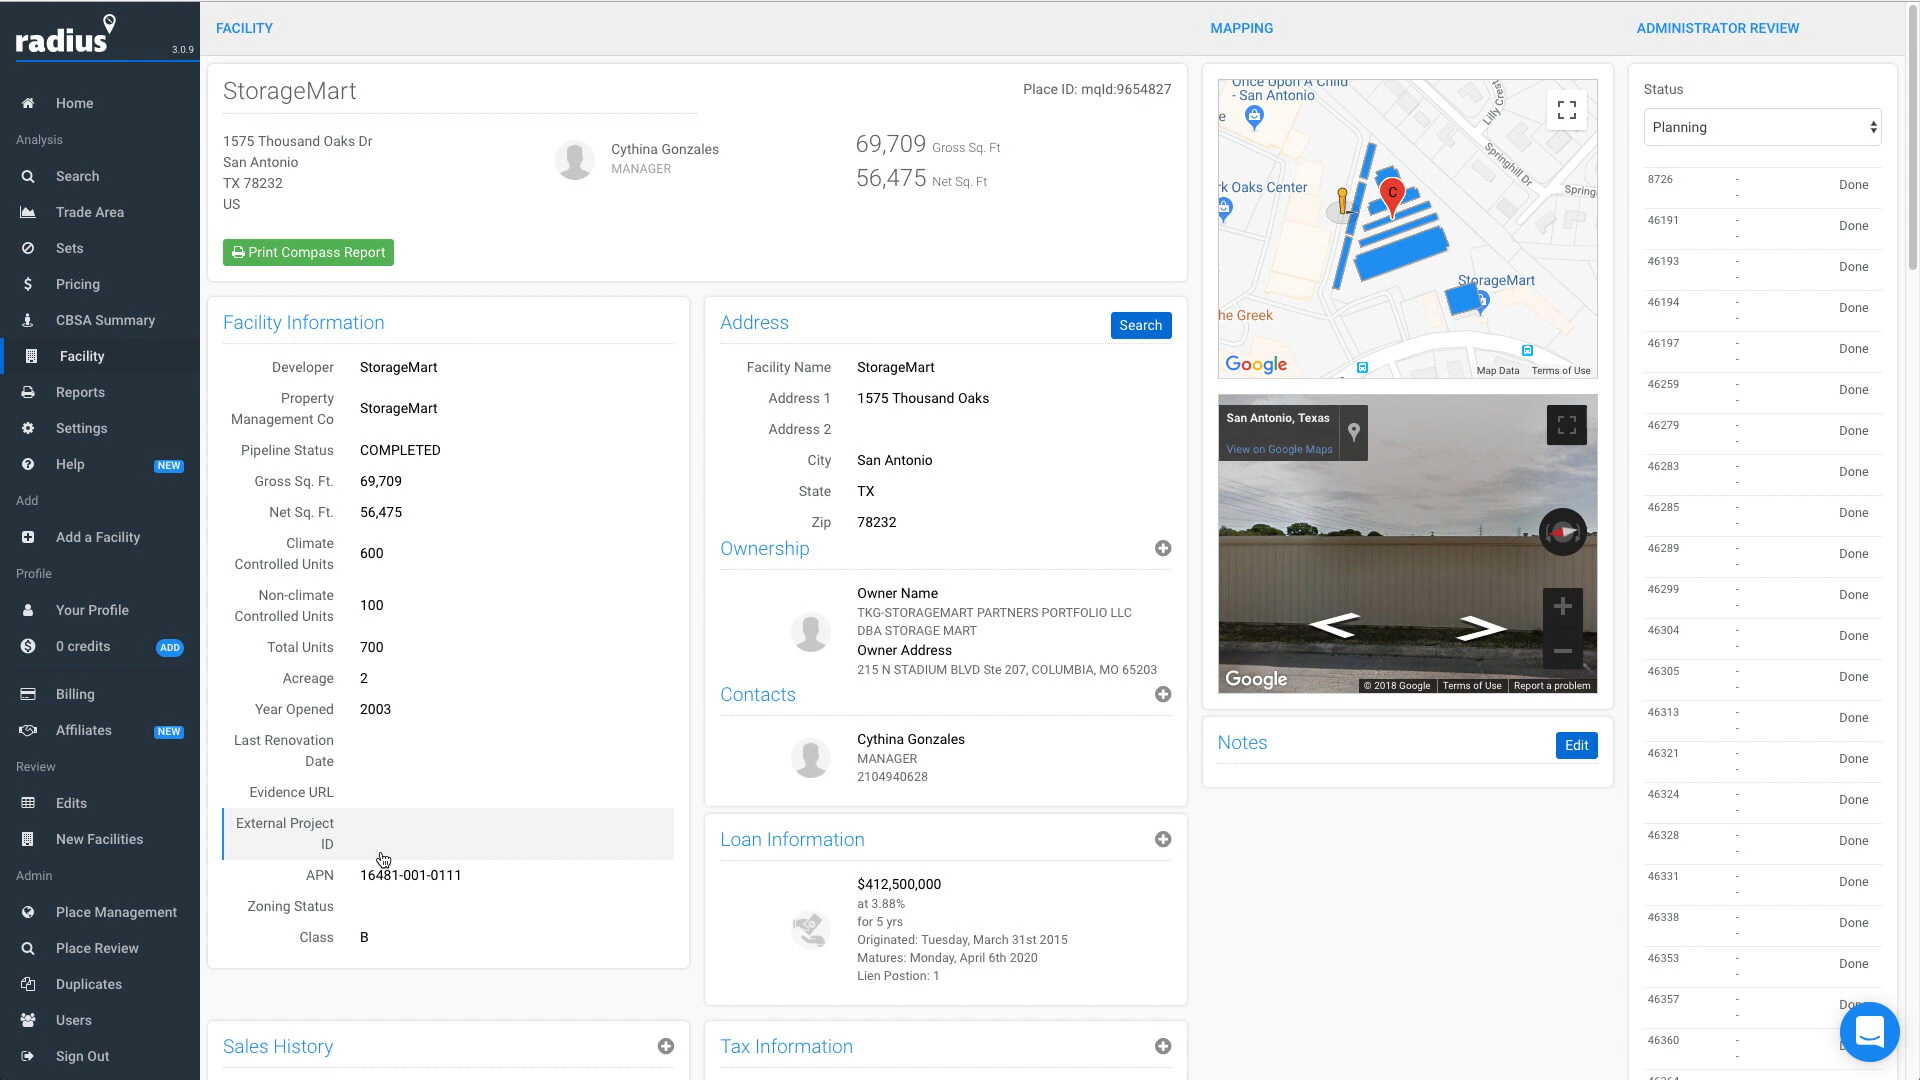 radius
3.0.9
Home
Analysis
Search
Trade Area
Sets
Pricing
CBSA Summary
Facility
Reports
Settings
Help
NEW
Add
Add a Facility
Profile
Your Profile
0 credits
ADD
Billing
Affiliates
NEW
Review
Edits
New Facilities
Admin
Place Management
Place Review
Duplicates
Users
Sign Out
FACILITY
StorageMart
Place ID: mqId:9654827
1575 Thousand Oaks Dr
San Antonio
TX 78232
US
Cythina Gonzales
MANAGER
69,709 Gross Sq. Ft
56,475 Net Sq. Ft
Print Compass Report
Facility Information
Developer StorageMart
Property
Management Co StorageMart
Pipeline Status COMPLETED
Gross Sq. Ft. 69,709
Net Sq. Ft. 56,475
Climate
Controlled Units 600
Non-climate
Controlled Units 100
Total Units 700
Acreage 2
Year Opened 2003
Last Renovation
Date
Evidence URL
External Project
ID
APN 16481-001-0111
Zoning Status
Class B
Sales History
Address
Search
Facility Name StorageMart
Address 1 1575 Thousand Oaks
Address 2
City San Antonio
State TX
Zip 78232
Ownership
Owner Name
TKG-STORAGEMART PARTNERS PORTFOLIO LLC
DBA STORAGE MART
Owner Address
215 N STADIUM BLVD Ste 207, COLUMBIA, MO 65203
Contacts
Cythina Gonzales
MANAGER
2104940628
Loan Information
$412,500,000
at 3.88%
for 5 yrs
Originated: Tuesday, March 31st 2015
Matures: Monday, April 6th 2020
Lien Postion: 1
Tax Information
MAPPING
Once Upon A Child
- San Antonio
Lilly Crest
Springhill Dr
Spring
rk Oaks Center
C
StorageMart
he Greek
Google
Map Data
Terms of Use
San Antonio, Texas
View on Google Maps
Google
© 2018 Google
Terms of Use
Report a problem
Notes
Edit
ADMINISTRATOR REVIEW
Status
Planning
8726 - Done
-
46191 - Done
-
46193 - Done
-
46194 - Done
-
46197 - Done
-
46259 - Done
-
46279 - Done
-
46283 - Done
-
46285 - Done
-
46289 - Done
-
46299 - Done
-
46304 - Done
-
46305 - Done
-
46313 - Done
-
46321 - Done
-
46324 - Done
-
46328 - Done
-
46331 - Done
-
46338 - Done
-
46353 - Done
-
46357 - Done
-
46360 -
-